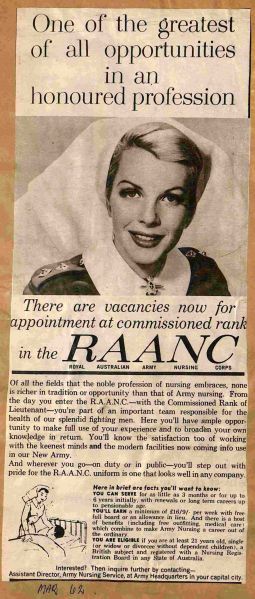 One of the greatest
of all opportunities
in an
honoured profession
There are vacancies now for
appointment at commissioned rank
in the RAANC
ROYAL AUSTRALIAN ARMY NURSING CORPS
Of all the fields that the noble profession of nursing embraces, none
is richer in tradition or opportunity than that of Army nursing. From
the day you enter the R.A.A.N.C.—with the Commissioned Rank of
Lieutenant—you're part of an important team responsible for the
health of our splendid fighting men. Here you'll have ample oppor-
tunity to make full use of your experience and to broaden your own
knowledge in return. You'll know the satisfaction too of working
with the keenest minds and the modern facilities now coming into use
in our New Army.
And wherever you go—on duty or in public—you'll step out with
pride for the R.A.A.N.C. uniform is one that looks well in any company.
Here in brief are facts you'll want to know:
YOU CAN SERVE for as little as 3 months or for up to
6 years initially, with renewals or long term careers up
to pensionable age.
YOU'LL EARN a minimum of £16/9/- per week with free
full board or an allowance in lieu. And there is a host
of benefits (including free outfitting, medical care)
which combine to make Army Nursing a career out of
the ordinary.
YOU ARE ELIGIBLE if you are at least 21 years old, single
(or widow or divorcee without dependent children), a
British subject and registered with a Nursing Regis-
tration Board in any State of Australia.
Interested? Then inquire further by contacting—
Assistant Director, Army Nursing Service, at Army Headquarters in your capital city.